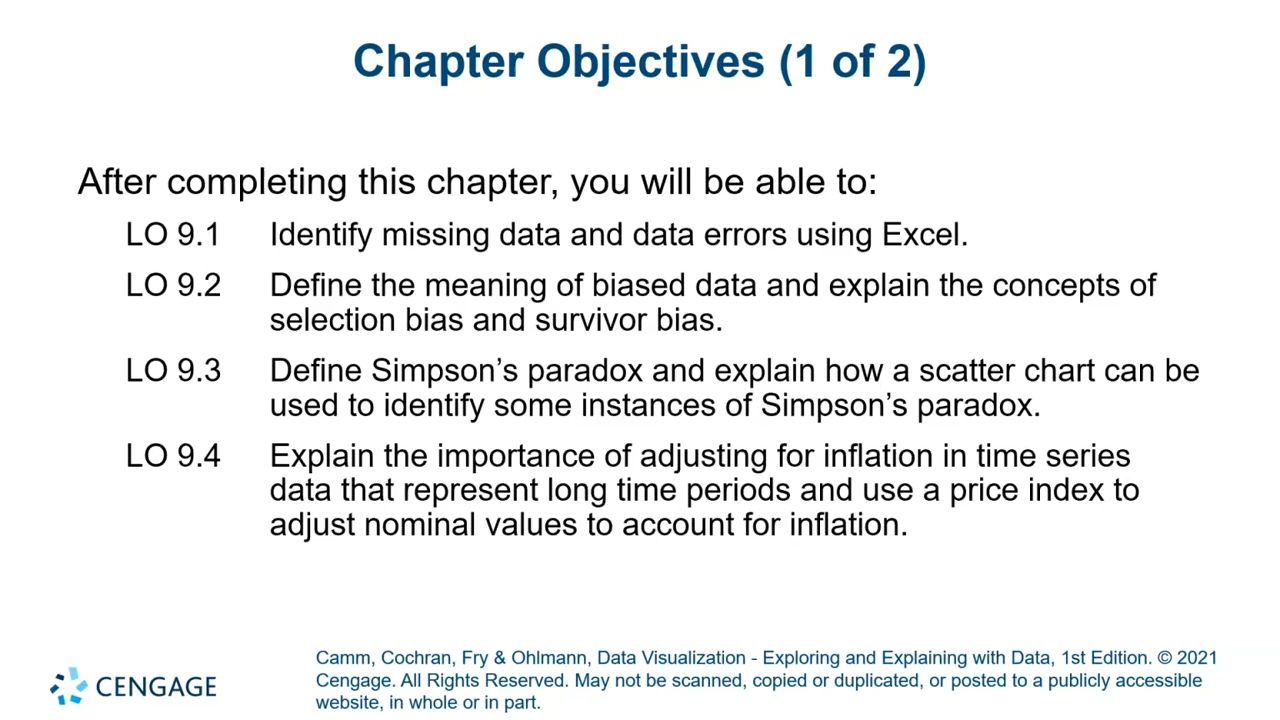 Chapter Objectives (1 of 2)
After completing this chapter, you will be able to:
LO 9.1 Identify missing data and data errors using Excel.
LO 9.2 Define the meaning of biased data and explain the concepts of
selection bias and survivor bias.
LO 9.3 Define Simpson’s paradox and explain how a scatter chart can be
used to identify some instances of Simpson’s paradox.
LO 9.4 Explain the importance of adjusting for inflation in time series
data that represent long time periods and use a price index to
adjust nominal values to account for inflation.
CENGAGE
Camm, Cochran, Fry & Ohlmann, Data Visualization - Exploring and Explaining with Data, 1st Edition. © 2021
Cengage. All Rights Reserved. May not be scanned, copied or duplicated, or posted to a publicly accessible
website, in whole or in part.